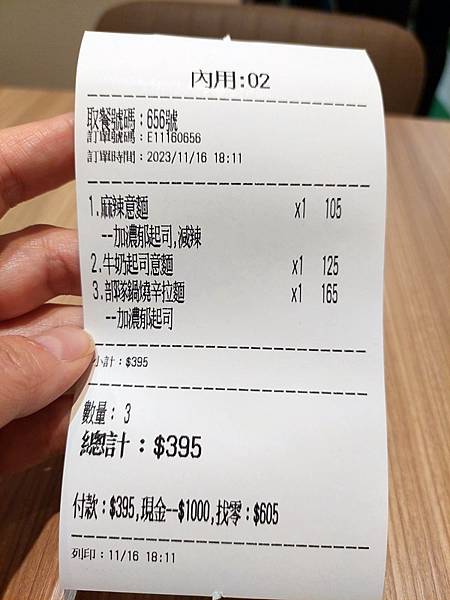 內用:02
取餐號碼：656號
訂單號碼：E11160656
訂單時間：2023/11/16 18:11
1.麻辣意麵 x1 105
--加濃郁起司,減辣
2.牛奶起司意麵 x1 125
3.部隊鍋燒辛拉麵 x1 165
--加濃郁起司
小計：$395
數量： 3
總計：$395
付款：$395,現金--$1000,找零：$605
列印：11/16 18:11